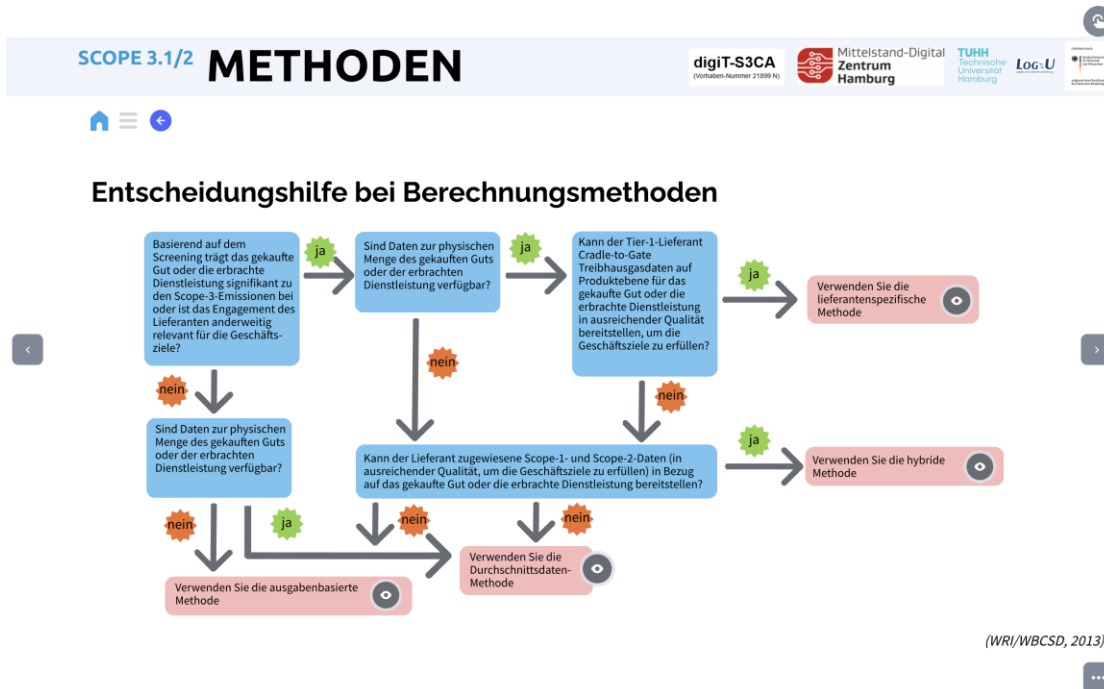 SCOPE 3.1/2 METHODEN
digiT-S3CA
(Vorhaben-Nummer 21899 N)
Mittelstand-Digital
Zentrum
Hamburg
TUHH
Technische
Universität
Hamburg
Entscheidungshilfe bei Berechnungsmethoden
Basierend auf dem
Screening trägt das gekaufte
Gut oder die erbrachte
Dienstleistung signifikant zu
den Scope-3-Emissionen bei
oder ist das Engagement des
Lieferanten anderweitig
relevant für die Geschäfts-
ziele?
ja
Sind Daten zur physischen
Menge des gekauften Guts
oder der erbrachten
Dienstleistung verfügbar?
ja
Kann der Tier-1-Lieferant
Cradle-to-Gate
Treibhausgasdaten auf
Produktebene für das
gekaufte Gut oder die
erbrachte Dienstleistung
in ausreichender Qualität
bereitstellen, um die
Geschäftsziele zu erfüllen?
ja
Verwenden Sie die
lieferantenspezifische
Methode
nein
nein
nein
Sind Daten zur physischen
Menge des gekauften Guts
oder der erbrachten
Dienstleistung verfügbar?
Kann der Lieferant zugewiesene Scope-1- und Scope-2-Daten (in
ausreichender Qualität, um die Geschäftsziele zu erfüllen) in Bezug
auf das gekaufte Gut oder die erbrachte Dienstleistung bereitstellen?
ja
Verwenden Sie die hybride
Methode
nein
ja
nein
nein
Verwenden Sie die ausgabenbasierte
Methode
Verwenden Sie die
Durchschnittsdaten-
Methode
(WRI/WBCSD, 2013)